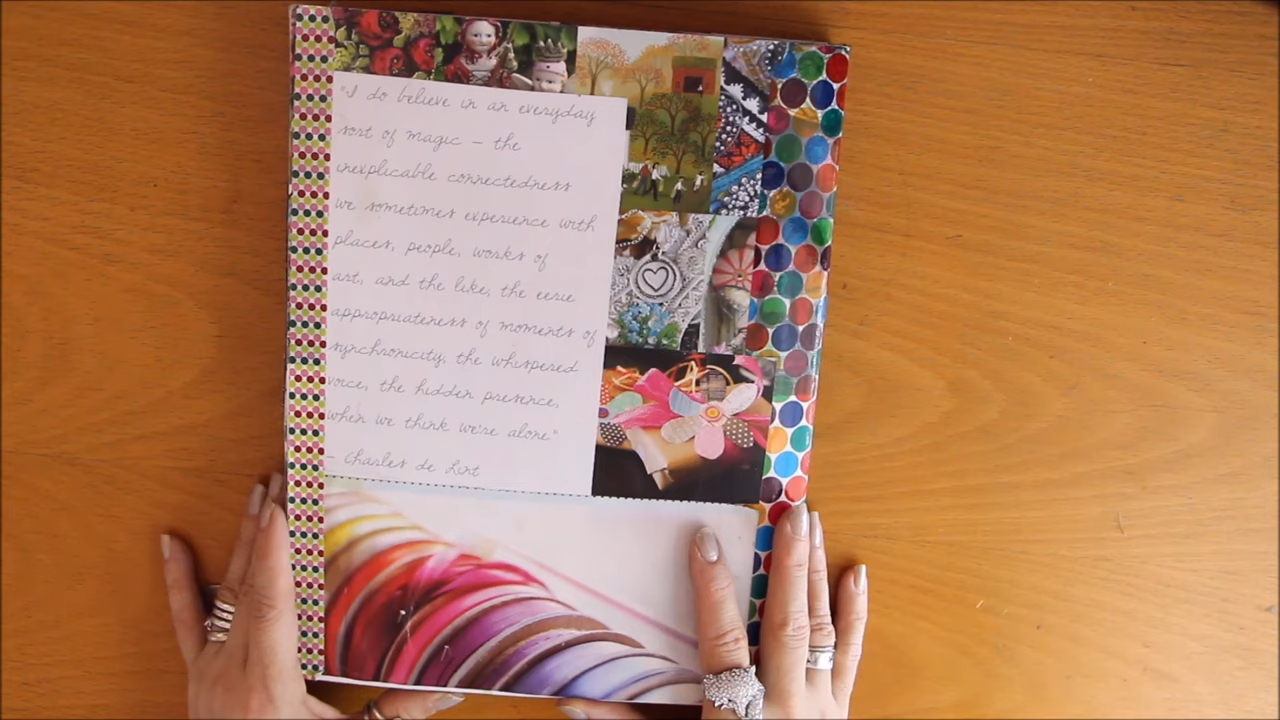 "I do believe in an everyday
sort of magic – the
inexplicable connectedness
we sometimes experience with
places, people, works of
art, and the like; the eerie
appropriateness of moments of
synchronicity; the whispered
voice, the hidden presence,
when we think we're alone."
– Charles de Lint